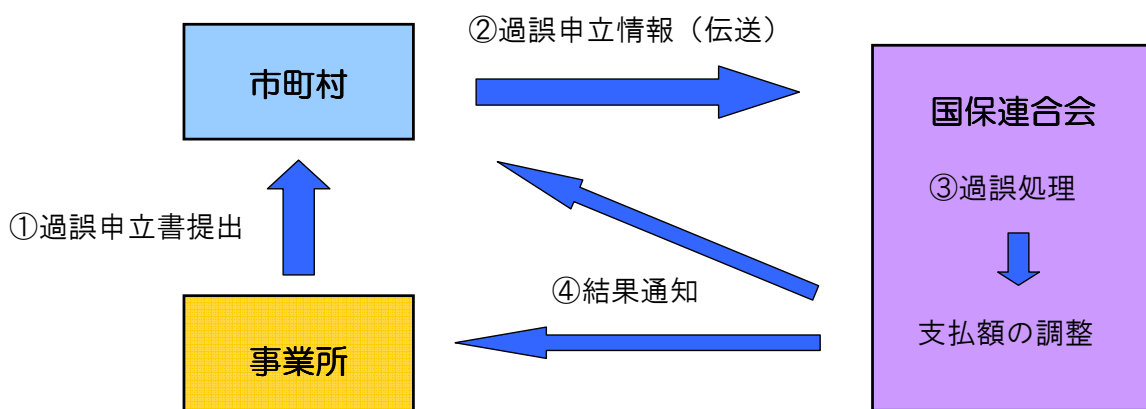 ②過誤申立情報（伝送）
市町村
国保連合会
③過誤処理
①過誤申立書提出
④結果通知
支払額の調整
事業所